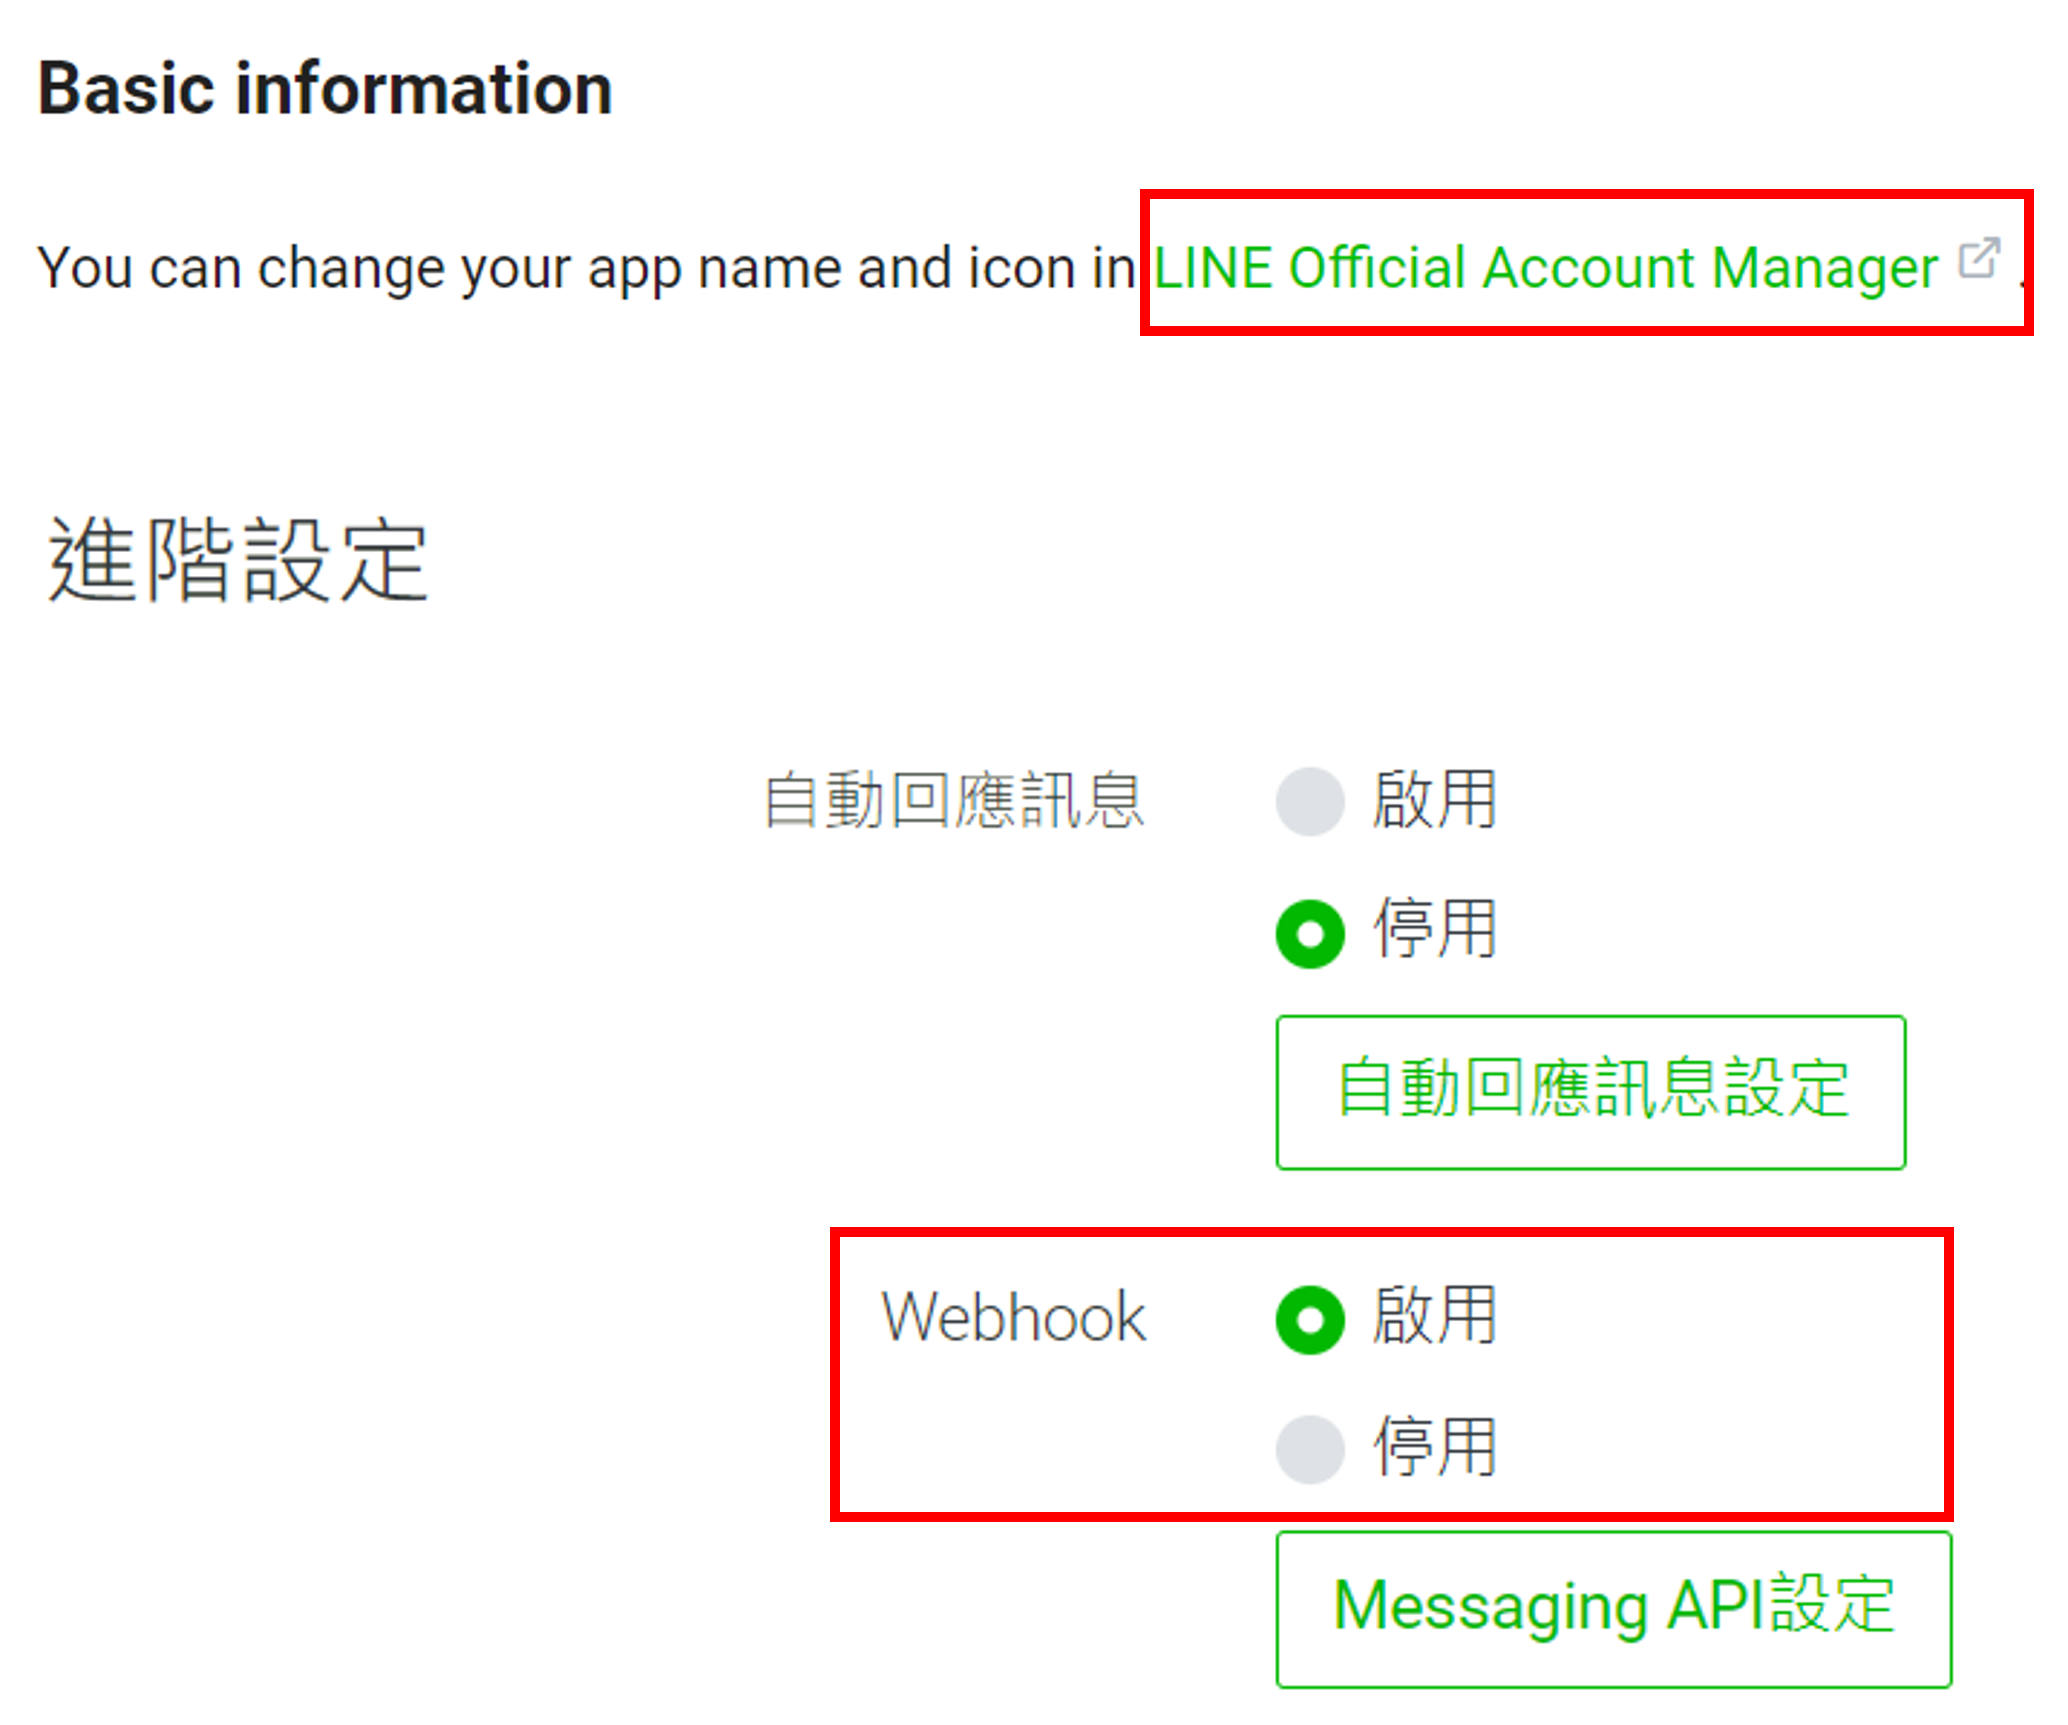 Basic information
You can change your app name and icon in LINE Official Account Manager .
進階設定
自動回應訊息 啟用
停用
自動回應訊息設定
Webhook 啟用
停用
Messaging API設定